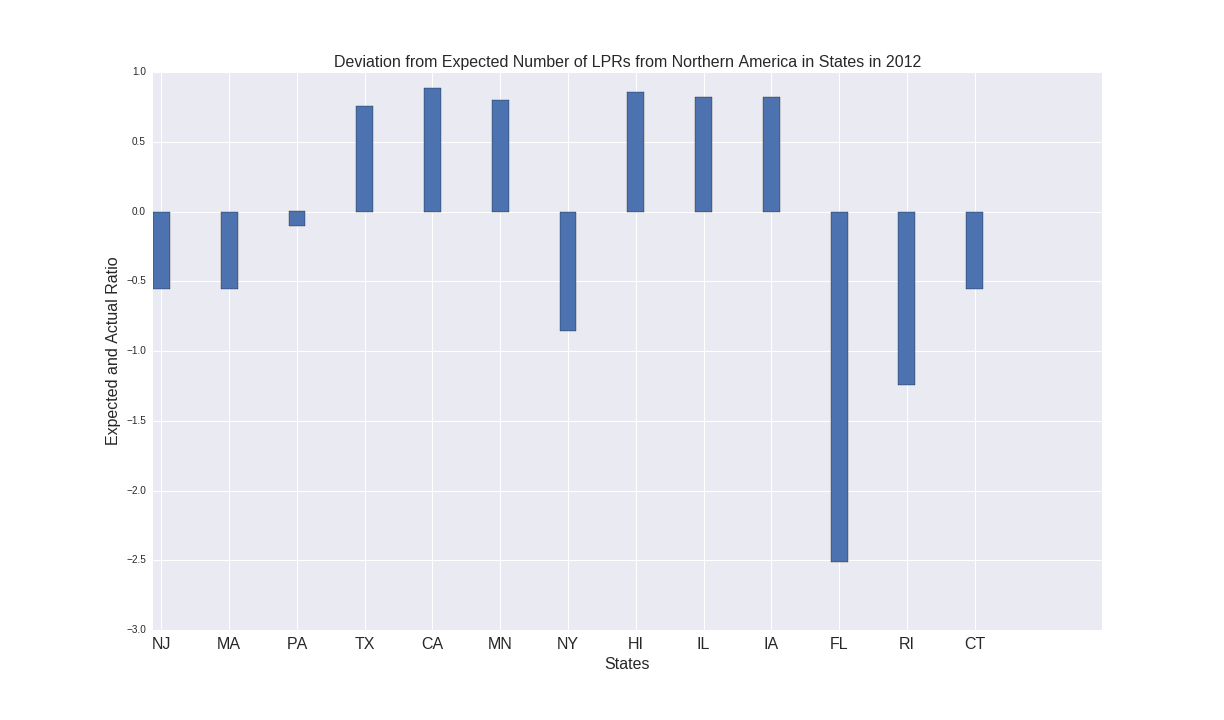 Deviation from Expected Number of LPRs from Northern America in States in 2012
1.0
0.5
0.0
−0.5
−1.0
−1.5
−2.0
−2.5
−3.0
Expected and Actual Ratio
NJ MA PA TX CA MN NY HI IL IA FL RI CT
States